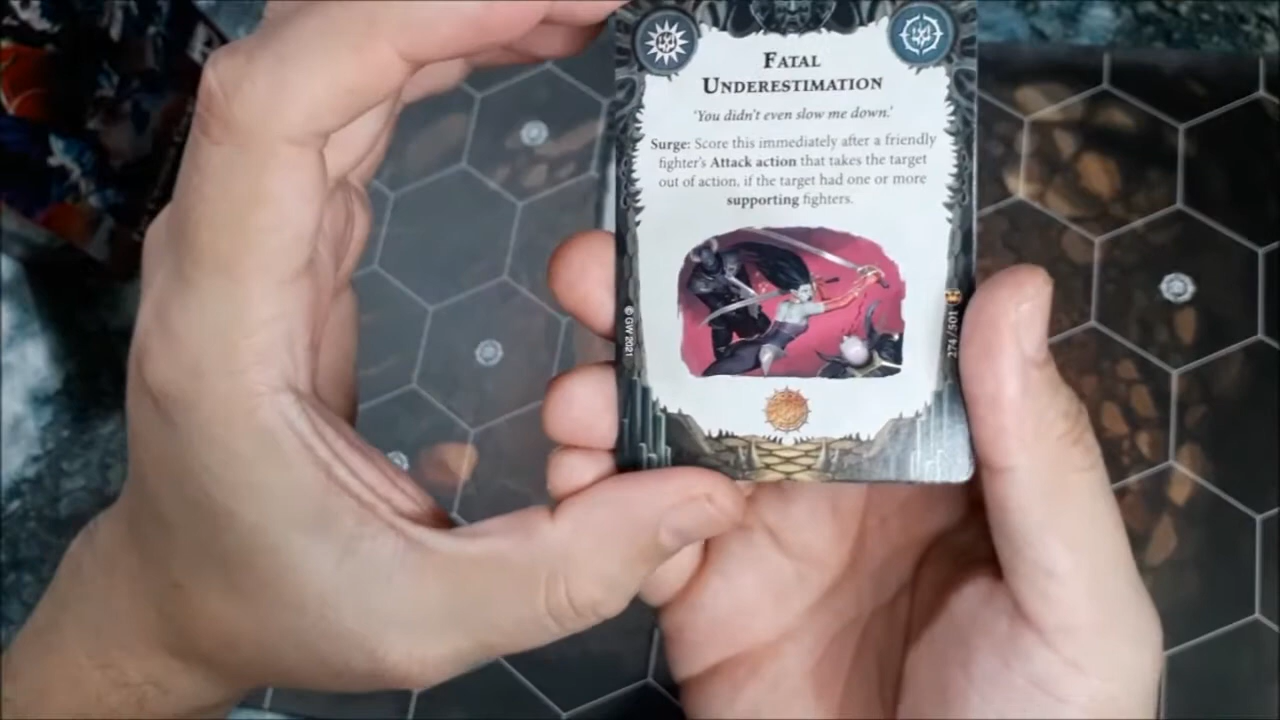 FATAL
UNDERESTIMATION
'You didn't even slow me down.'
Surge: Score this immediately after a friendly
fighter's Attack action that takes the target
out of action, if the target had one or more
supporting fighters.
© GW 2021
274/501